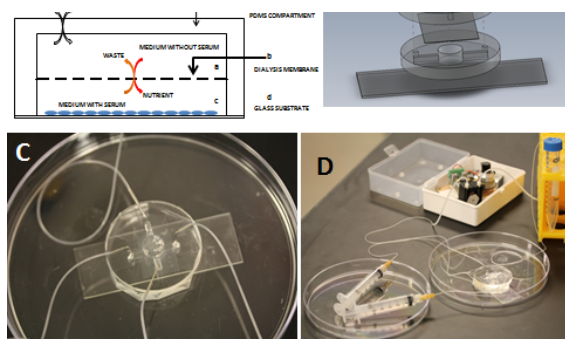 PDMS COMPARTMENT
MEDIUM WITHOUT SERUM
WASTE
b
a
DIALYSIS MEMBRANE
NUTRIENT
c
d
MEDIUM WITH SERUM
GLASS SUBSTRATE
C
D